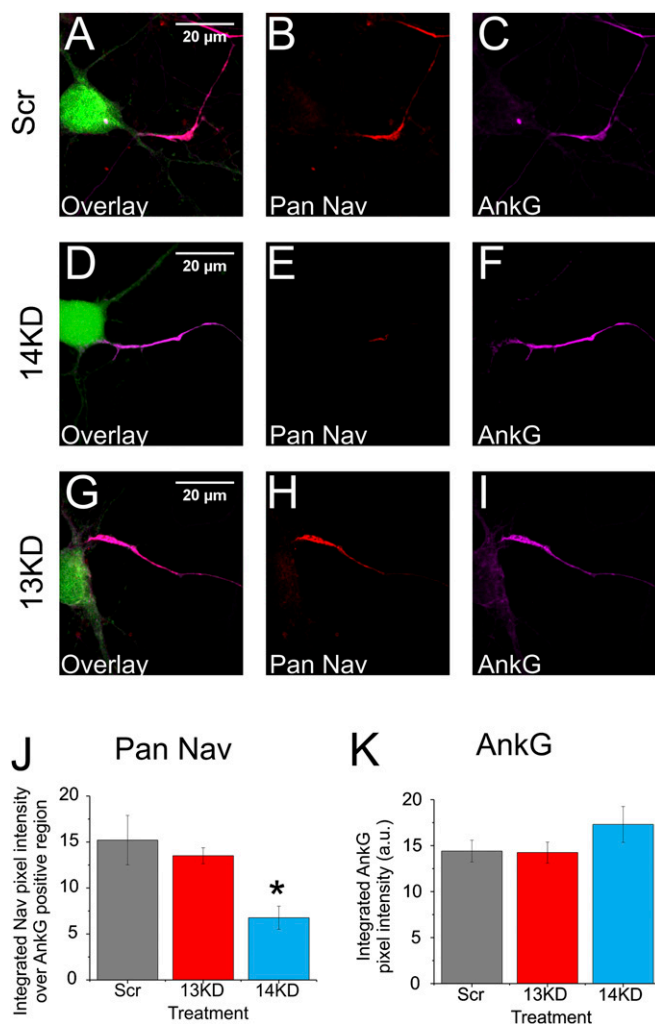 A
20 µm
B
C
Scr
Overlay
Pan Nav
AnkG
D
20 µm
E
F
14KD
Overlay
Pan Nav
AnkG
G
20 µm
H
I
13KD
Overlay
Pan Nav
AnkG
J
Pan Nav
Integrated Nav pixel intensity
over AnkG positive region
20
15
10
5
0
*
Scr
13KD
14KD
Treatment
K
AnkG
Integrated AnkG
pixel intensity (a.u.)
20
15
10
5
0
Scr
13KD
14KD
Treatment